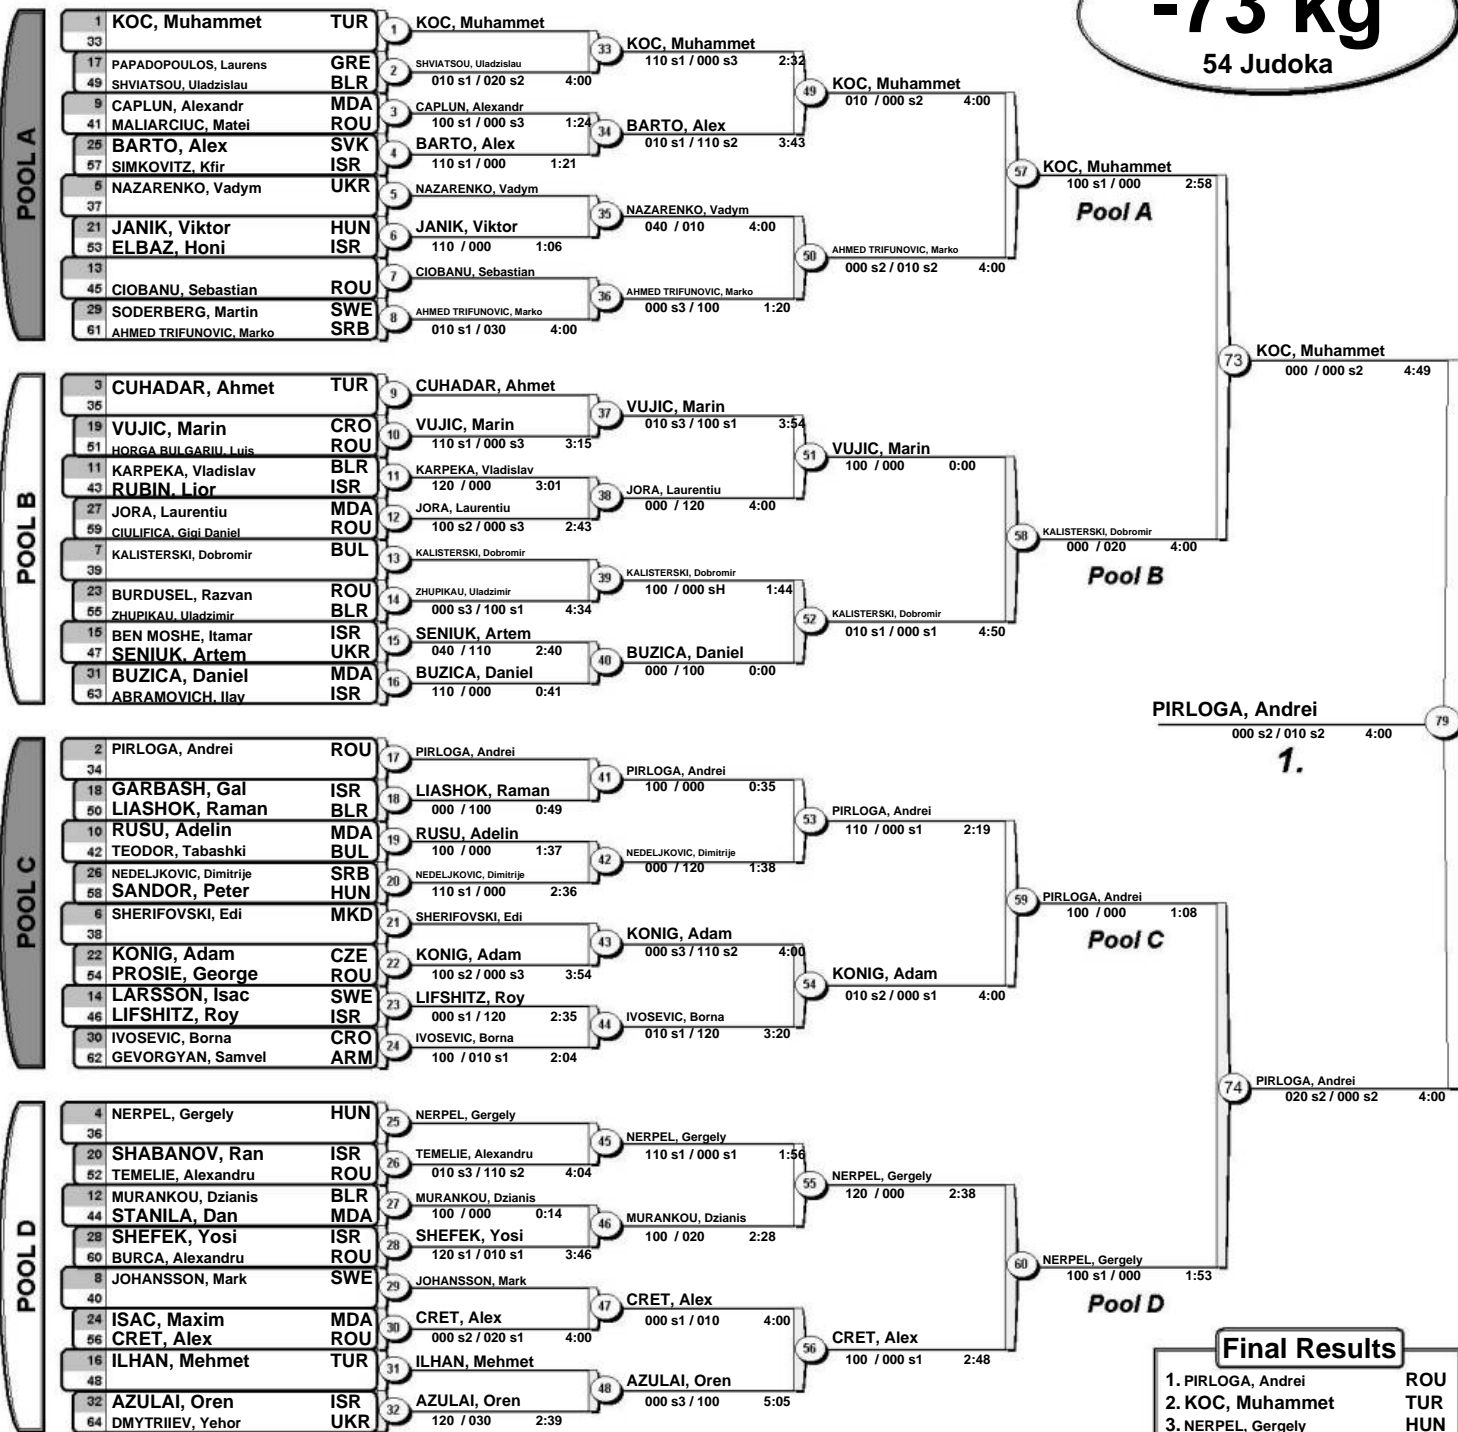 -73 kg
54 Judoka
POOL A
1 KOC, Muhammet TUR
33
17 PAPADOPOULOS, Laurens GRE
49 SHVIATSOU, Uladzislau BLR
9 CAPLUN, Alexandr MDA
41 MALIARCIUC, Matei ROU
25 BARTO, Alex SVK
57 SIMKOVITZ, Kfir ISR
5 NAZARENKO, Vadym UKR
37
21 JANIK, Viktor HUN
53 ELBAZ, Honi ISR
13
45 CIOBANU, Sebastian ROU
29 SODERBERG, Martin SWE
61 AHMED TRIFUNOVIC, Marko SRB
1 KOC, Muhammet
2 SHVIATSOU, Uladzislau
010 s1 / 020 s2 4:00
3 CAPLUN, Alexandr
100 s1 / 000 s3 1:24
4 BARTO, Alex
110 s1 / 000 1:21
5 NAZARENKO, Vadym
6 JANIK, Viktor
110 / 000 1:06
7 CIOBANU, Sebastian
8 AHMED TRIFUNOVIC, Marko
010 s1 / 030 4:00
33 KOC, Muhammet
110 s1 / 000 s3 2:32
34 BARTO, Alex
010 s1 / 110 s2 3:43
35 NAZARENKO, Vadym
040 / 010 4:00
36 AHMED TRIFUNOVIC, Marko
000 s3 / 100 1:20
49 KOC, Muhammet
010 / 000 s2 4:00
50 AHMED TRIFUNOVIC, Marko
000 s2 / 010 s2 4:00
57 KOC, Muhammet
100 s1 / 000 2:58
Pool A
POOL B
3 CUHADAR, Ahmet TUR
35
19 VUJIC, Marin CRO
51 HORGA BULGARIU, Luis ROU
11 KARPEKA, Vladislav BLR
43 RUBIN, Lior ISR
27 JORA, Laurentiu MDA
59 CIULIFICA, Gigi Daniel ROU
7 KALISTERSKI, Dobromir BUL
39
23 BURDUSEL, Razvan ROU
55 ZHUPIKAU, Uladzimir BLR
15 BEN MOSHE, Itamar ISR
47 SENIUK, Artem UKR
31 BUZICA, Daniel MDA
63 ABRAMOVICH, Ilay ISR
9 CUHADAR, Ahmet
10 VUJIC, Marin
110 s1 / 000 s3 3:15
11 KARPEKA, Vladislav
120 / 000 3:01
12 JORA, Laurentiu
100 s2 / 000 s3 2:43
13 KALISTERSKI, Dobromir
14 ZHUPIKAU, Uladzimir
000 s3 / 100 s1 4:34
15 SENIUK, Artem
040 / 110 2:40
16 BUZICA, Daniel
110 / 000 0:41
37 VUJIC, Marin
010 s3 / 100 s1 3:54
38 JORA, Laurentiu
000 / 120 4:00
39 KALISTERSKI, Dobromir
100 / 000 sH 1:44
40 BUZICA, Daniel
000 / 100 0:00
51 VUJIC, Marin
100 / 000 0:00
52 KALISTERSKI, Dobromir
010 s1 / 000 s1 4:50
58 KALISTERSKI, Dobromir
000 / 020 4:00
Pool B
73 KOC, Muhammet
000 / 000 s2 4:49
PIRLOGA, Andrei 79
000 s2 / 010 s2 4:00
1.
POOL C
2 PIRLOGA, Andrei ROU
34
18 GARBASH, Gal ISR
50 LIASHOK, Raman BLR
10 RUSU, Adelin MDA
42 TEODOR, Tabashki BUL
26 NEDELJKOVIC, Dimitrije SRB
58 SANDOR, Peter HUN
6 SHERIFOVSKI, Edi MKD
38
22 KONIG, Adam CZE
54 PROSIE, George ROU
14 LARSSON, Isac SWE
46 LIFSHITZ, Roy ISR
30 IVOSEVIC, Borna CRO
62 GEVORGYAN, Samvel ARM
17 PIRLOGA, Andrei
18 LIASHOK, Raman
000 / 100 0:49
19 RUSU, Adelin
100 / 000 1:37
20 NEDELJKOVIC, Dimitrije
110 s1 / 000 2:36
21 SHERIFOVSKI, Edi
22 KONIG, Adam
100 s2 / 000 s3 3:54
23 LIFSHITZ, Roy
000 s1 / 120 2:35
24 IVOSEVIC, Borna
100 / 010 s1 2:04
41 PIRLOGA, Andrei
100 / 000 0:35
42 NEDELJKOVIC, Dimitrije
000 / 120 1:38
43 KONIG, Adam
000 s3 / 110 s2 4:00
44 IVOSEVIC, Borna
010 s1 / 120 3:20
53 PIRLOGA, Andrei
110 / 000 s1 2:19
54 KONIG, Adam
010 s2 / 000 s1 4:00
59 PIRLOGA, Andrei
100 / 000 1:08
Pool C
74 PIRLOGA, Andrei
020 s2 / 000 s2 4:00
POOL D
4 NERPEL, Gergely HUN
36
20 SHABANOV, Ran ISR
52 TEMELIE, Alexandru ROU
12 MURANKOU, Dzianis BLR
44 STANILA, Dan MDA
28 SHEFEK, Yosi ISR
60 BURCA, Alexandru ROU
8 JOHANSSON, Mark SWE
40
24 ISAC, Maxim MDA
56 CRET, Alex ROU
16 ILHAN, Mehmet TUR
48
32 AZULAI, Oren ISR
64 DMYTRIIEV, Yehor UKR
25 NERPEL, Gergely
26 TEMELIE, Alexandru
010 s3 / 110 s2 4:04
27 MURANKOU, Dzianis
100 / 000 0:14
28 SHEFEK, Yosi
120 s1 / 010 s1 3:46
29 JOHANSSON, Mark
30 CRET, Alex
000 s2 / 020 s1 4:00
31 ILHAN, Mehmet
32 AZULAI, Oren
120 / 030 2:39
45 NERPEL, Gergely
110 s1 / 000 s1 1:56
46 MURANKOU, Dzianis
100 / 020 2:28
47 CRET, Alex
000 s1 / 010 4:00
48 AZULAI, Oren
000 s3 / 100 5:05
55 NERPEL, Gergely
120 / 000 2:38
56 CRET, Alex
100 / 000 s1 2:48
60 NERPEL, Gergely
100 s1 / 000 1:53
Pool D
Final Results
1. PIRLOGA, Andrei ROU
2. KOC, Muhammet TUR
3. NERPEL, Gergely HUN